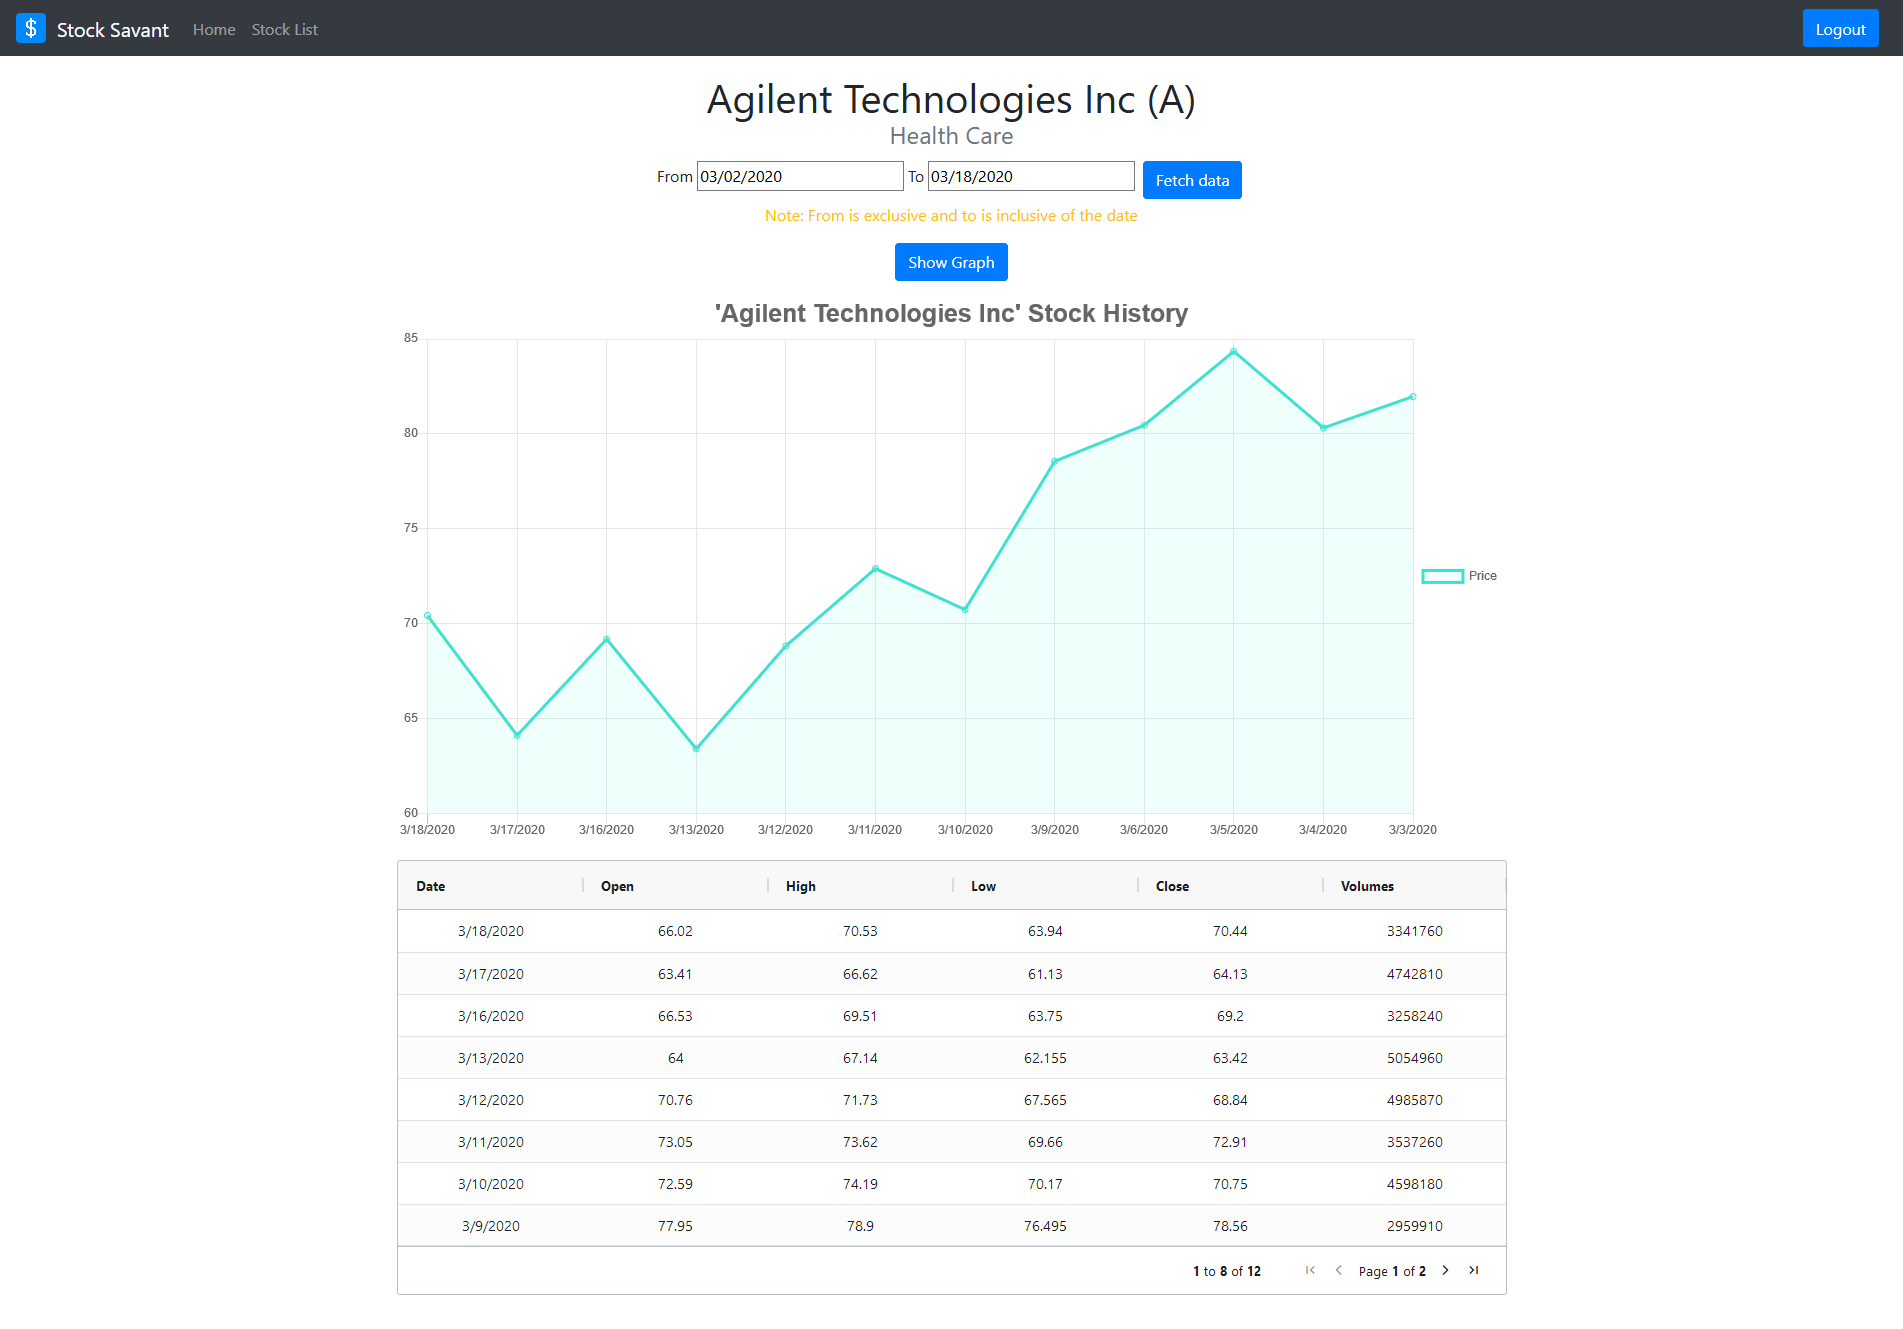 $ Stock Savant Home Stock List Logout
Agilent Technologies Inc (A)
Health Care
From 03/02/2020 To 03/18/2020 Fetch data
Note: From is exclusive and to is inclusive of the date
Show Graph
'Agilent Technologies Inc' Stock History
85
80
75
70
65
60
Price
3/18/2020 3/17/2020 3/16/2020 3/13/2020 3/12/2020 3/11/2020 3/10/2020 3/9/2020 3/6/2020 3/5/2020 3/4/2020 3/3/2020
Date Open High Low Close Volumes
3/18/2020 66.02 70.53 63.94 70.44 3341760
3/17/2020 63.41 66.62 61.13 64.13 4742810
3/16/2020 66.53 69.51 63.75 69.2 3258240
3/13/2020 64 67.14 62.155 63.42 5054960
3/12/2020 70.76 71.73 67.565 68.84 4985870
3/11/2020 73.05 73.62 69.66 72.91 3537260
3/10/2020 72.59 74.19 70.17 70.75 4598180
3/9/2020 77.95 78.9 76.495 78.56 2959910
1 to 8 of 12 Page 1 of 2